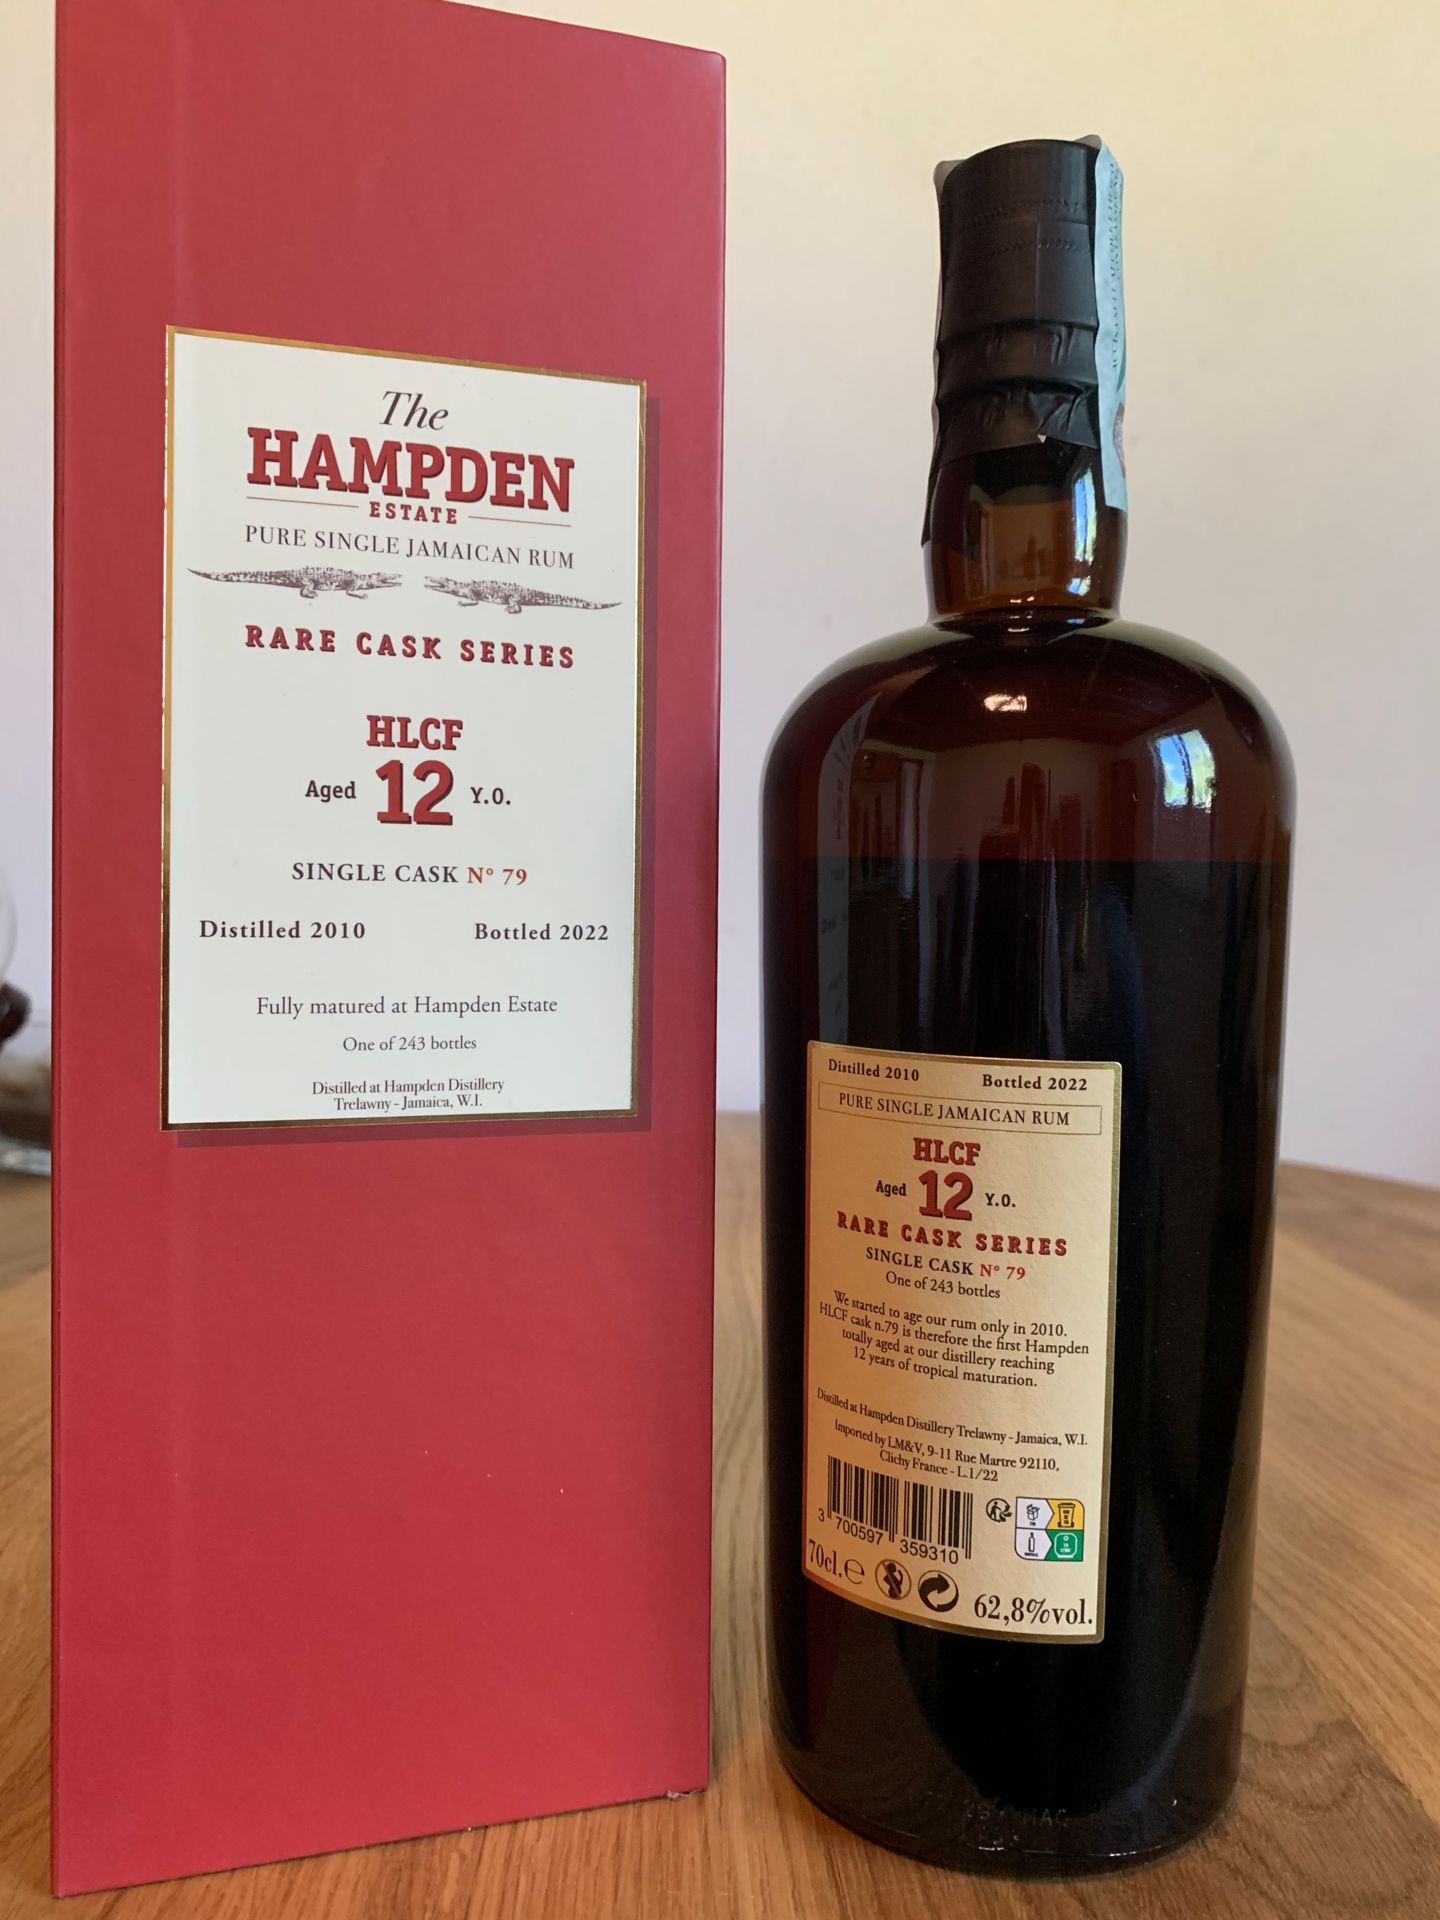 The
HAMPDEN
ESTATE
PURE SINGLE JAMAICAN RUM
RARE CASK SERIES
HLCF
Aged 12 Y.O.
SINGLE CASK N° 79
Distilled 2010 Bottled 2022
Fully matured at Hampden Estate
One of 243 bottles
Distilled at Hampden Distillery
Trelawny - Jamaica, W.I.
Distilled 2010 Bottled 2022
PURE SINGLE JAMAICAN RUM
HLCF
Aged 12 Y.O.
RARE CASK SERIES
SINGLE CASK N° 79
One of 243 bottles
We started to age our rum only in 2010.
HLCF cask n.79 is therefore the first Hampden
totally aged at our distillery reaching
12 years of tropical maturation.
Distilled at Hampden Distillery Trelawny - Jamaica, W.I.
Imported by LM&V, 9-11 Rue Martre 92110,
Clichy France - L.1/22
3 700597 359310
70cl.e 62,8%vol.